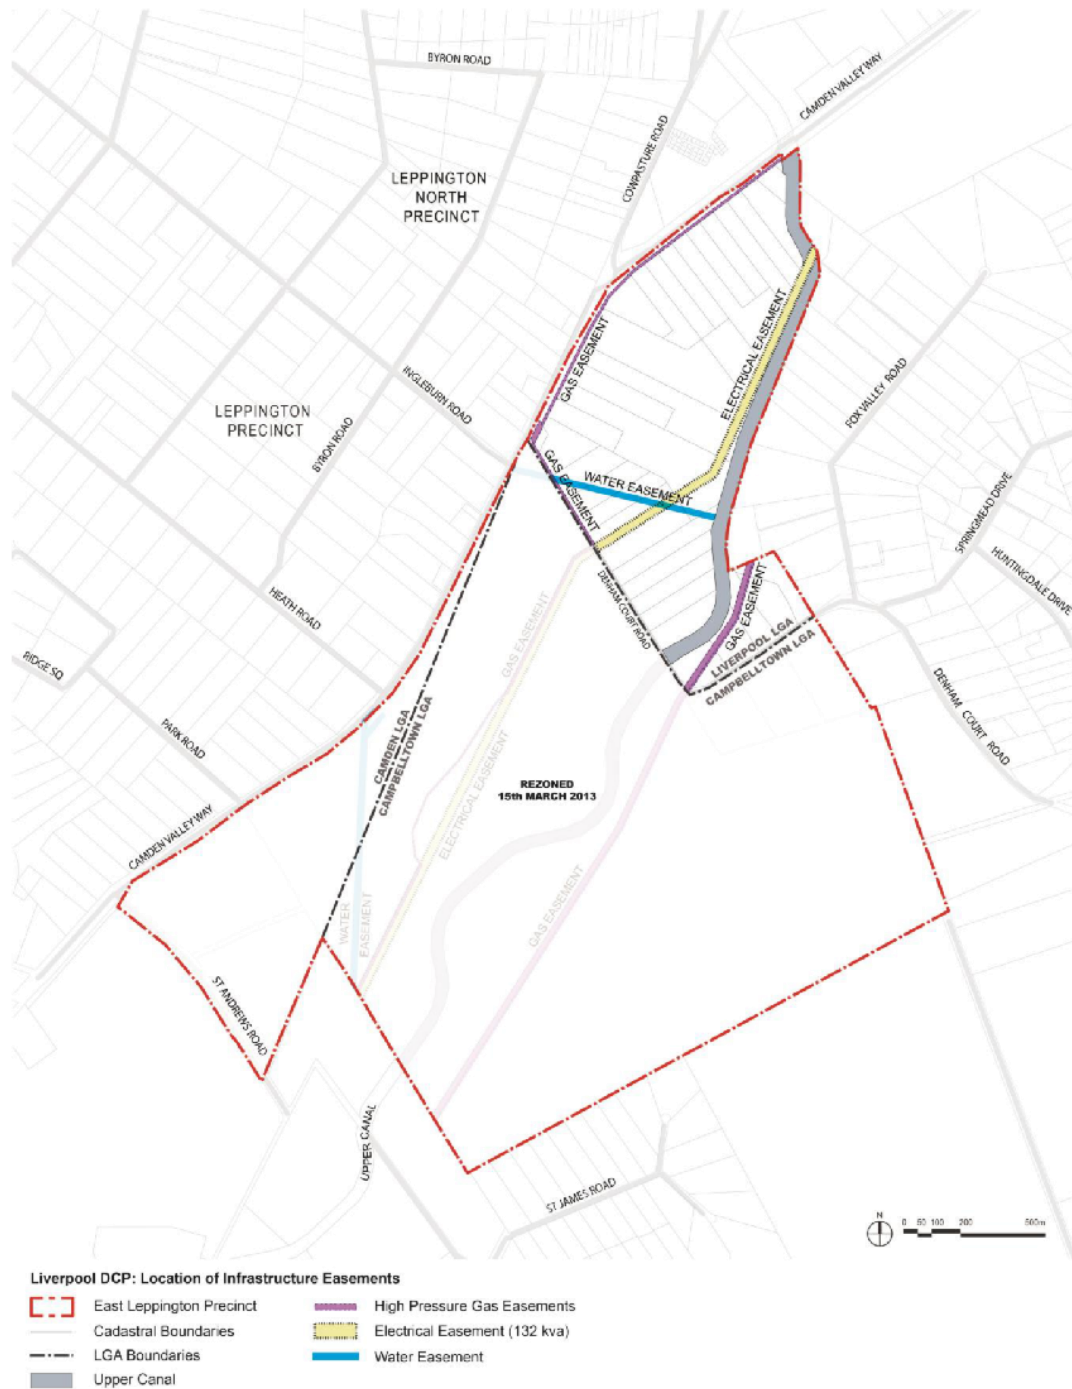 BYRON ROAD
CAMDEN VALLEY WAY
COWPASTURE ROAD
LEPPINGTON
NORTH
PRECINCT
ELECTRICAL EASEMENT
GAS EASEMENT
FOX VALLEY ROAD
INGLEBURN ROAD
LEPPINGTON
PRECINCT
BYRON ROAD
GAS EASEMENT
WATER EASEMENT
SPRINGMEAD DRIVE
HUNTINGDALE DRIVE
HEATH ROAD
DENHAM COURT ROAD
GAS EASEMENT
GAS EASEMENT
LIVERPOOL LGA
CAMPBELLTOWN LGA
RIDGE SQ
PARK ROAD
DENHAM COURT ROAD
CAMDEN LGA
CAMPBELLTOWN LGA
ELECTRICAL EASEMENT
REZONED
15th MARCH 2013
CAMDEN VALLEY WAY
GAS EASEMENT
WATER
EASEMENT
ST ANDREWS ROAD
UPPER CANAL
ST JAMES ROAD
N
0 50 100 200 500m
Liverpool DCP: Location of Infrastructure Easements
East Leppington Precinct
High Pressure Gas Easements
Cadastral Boundaries
Electrical Easement (132 kva)
LGA Boundaries
Water Easement
Upper Canal